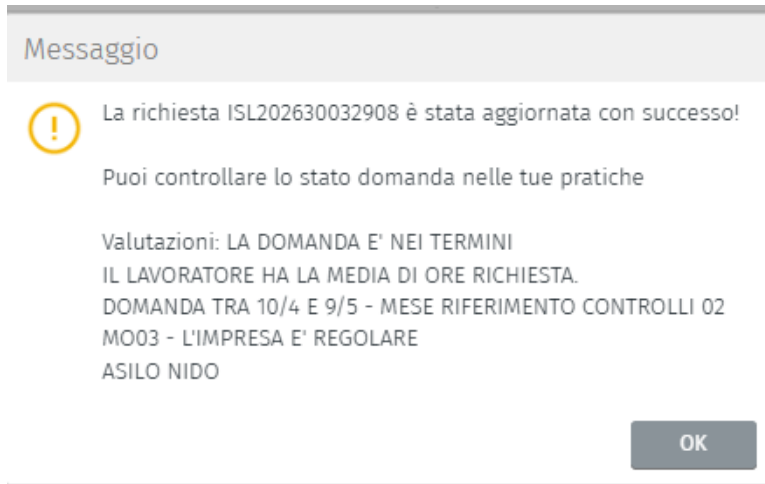 Messaggio
La richiesta ISL202630032908 è stata aggiornata con successo!
Puoi controllare lo stato domanda nelle tue pratiche
Valutazioni: LA DOMANDA E' NEI TERMINI
IL LAVORATORE HA LA MEDIA DI ORE RICHIESTA.
DOMANDA TRA 10/4 E 9/5 - MESE RIFERIMENTO CONTROLLI 02
MO03 - L'IMPRESA E' REGOLARE
ASILO NIDO
OK